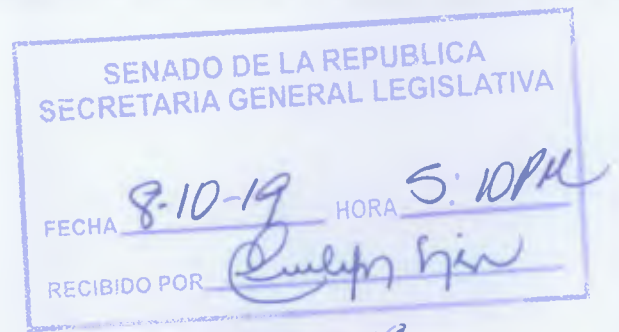 SENADO DE LA REPUBLICA
SECRETARIA GENERAL LEGISLATIVA
FECHA 8-10-19 HORA 5:10PM
RECIBIDO POR